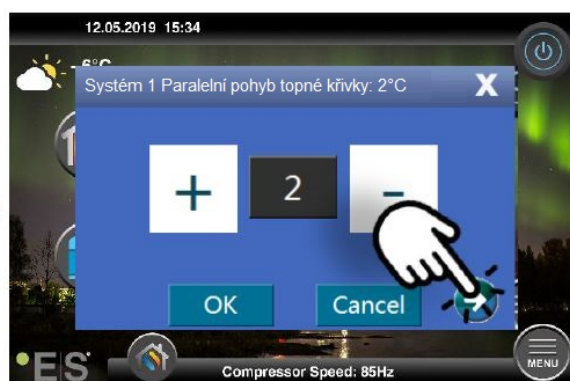 12.05.2019 15:34
-6°C
Systém 1 Paralelní pohyb topné křivky: 2°C X
+ 2 -
OK Cancel
ES
Compressor Speed: 85Hz
MENU